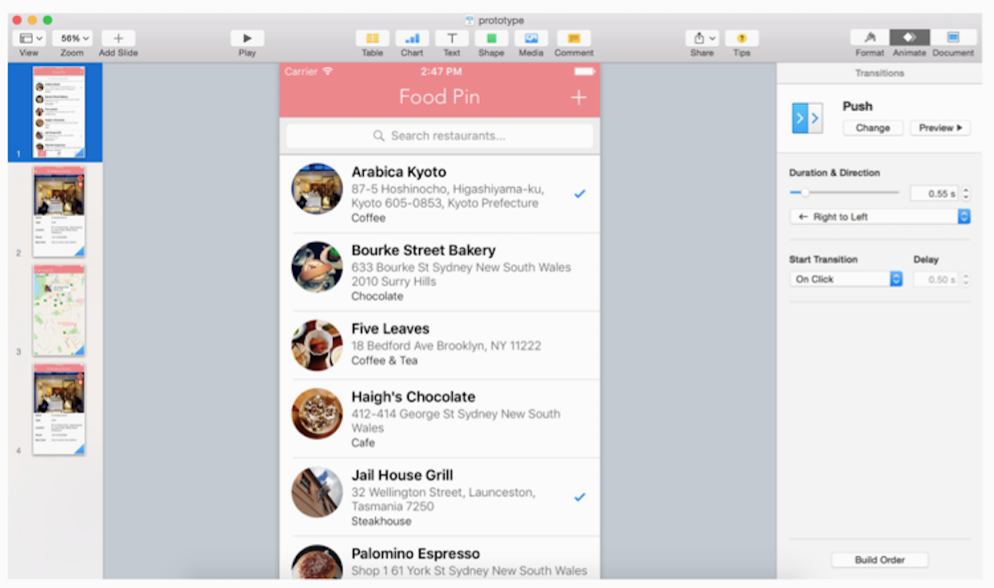 prototype
56%
View
Zoom
Add Slide
Play
Table
Chart
Text
Shape
Media
Comment
Share
Tips
Format
Animate
Document
1
2
3
4
Carrier
2:47 PM
Food Pin
Search restaurants...
Arabica Kyoto
87-5 Hoshinocho, Higashiyama-ku,
Kyoto 605-0853, Kyoto Prefecture
Coffee
Bourke Street Bakery
633 Bourke St Sydney New South Wales
2010 Surry Hills
Chocolate
Five Leaves
18 Bedford Ave Brooklyn, NY 11222
Coffee & Tea
Haigh's Chocolate
412-414 George St Sydney New South
Wales
Cafe
Jail House Grill
32 Wellington Street, Launceston,
Tasmania 7250
Steakhouse
Palomino Espresso
Shop 1 61 York St Sydney New South Wales
Transitions
Push
Change
Preview
Duration & Direction
0.55 s
← Right to Left
Start Transition
Delay
On Click
0.50 s
Build Order